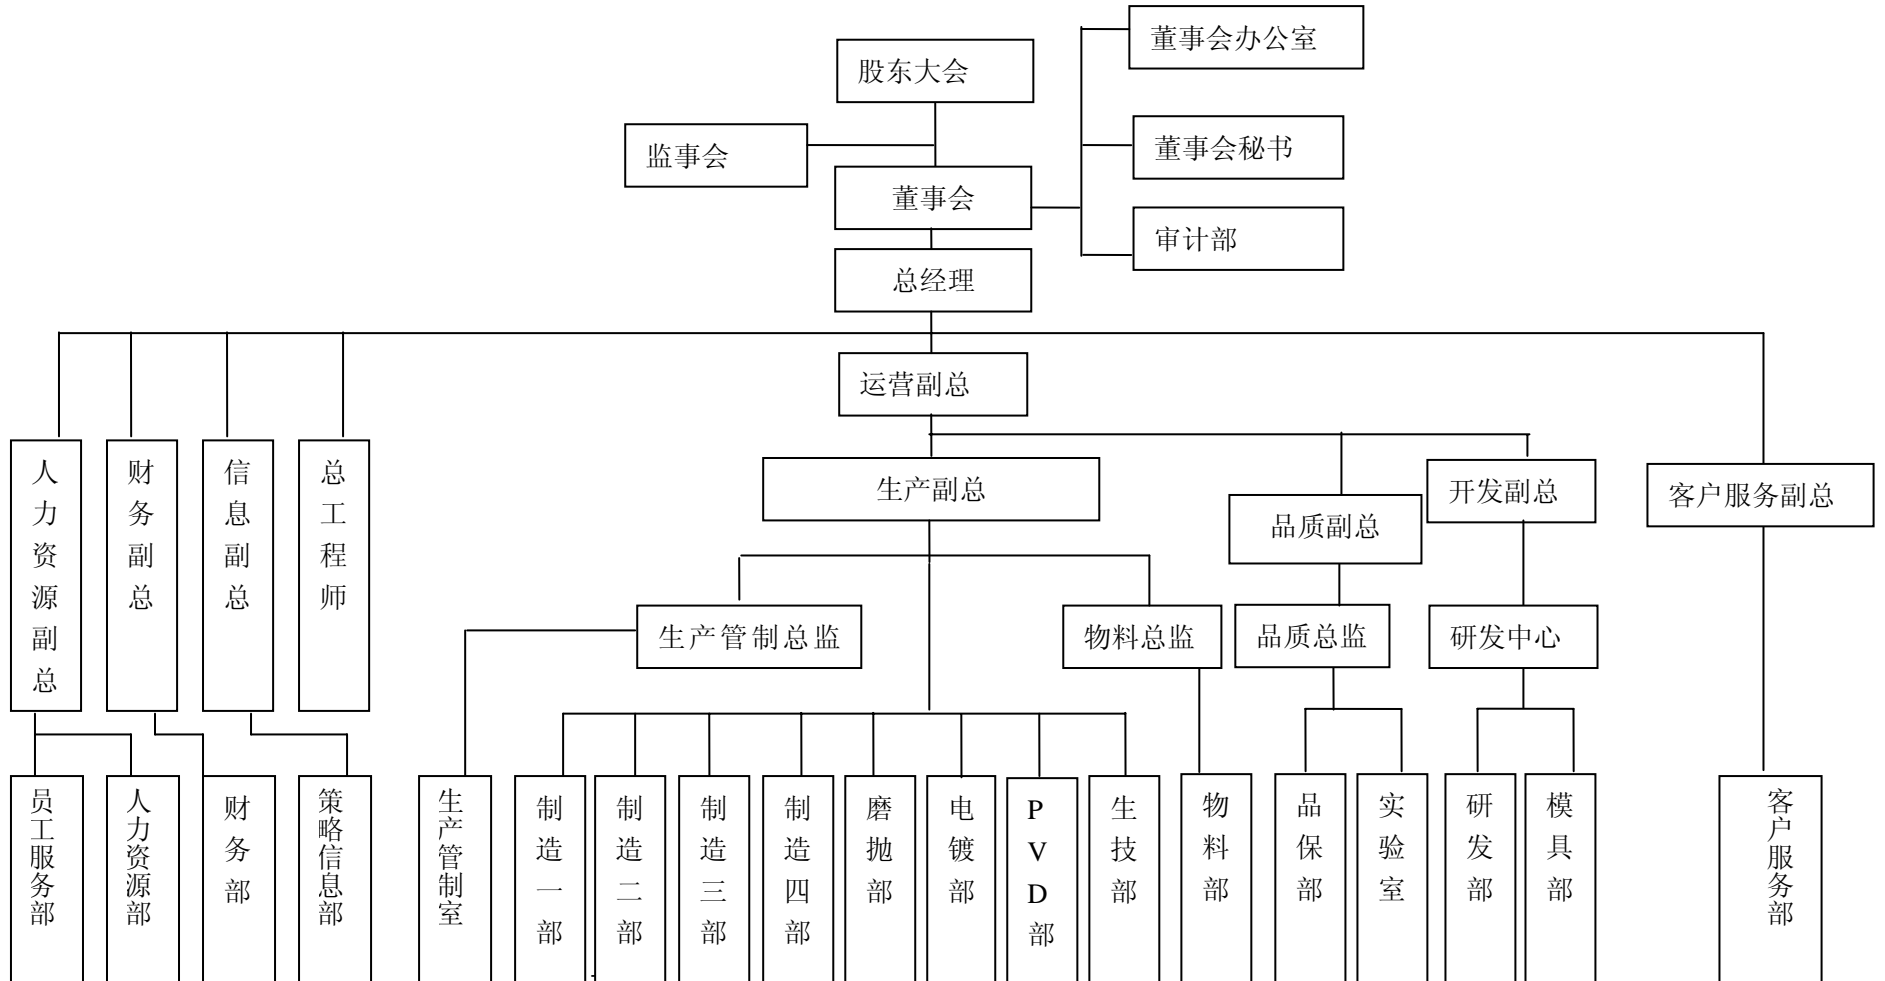 董事会办公室
股东大会
监事会
董事会秘书
董事会
审计部
总经理
运营副总
人力资源副总
财务副总
信息副总
总工程师
生产副总
品质副总
开发副总
客户服务副总
生产管制总监
物料总监
品质总监
研发中心
员工服务部
人力资源部
财务部
策略信息部
生产管制室
制造一部
制造二部
制造三部
制造四部
磨抛部
电镀部
PVD部
生技部
物料部
品保部
实验室
研发部
模具部
客户服务部